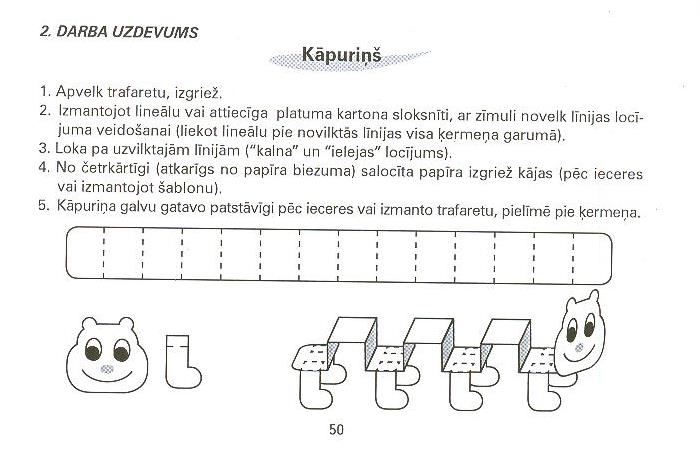 2. DARBA UZDEVUMS
Kāpuriņš
1. Apvelk trafaretu, izgriež.
2. Izmantojot lineālu vai attiecīga platuma kartona sloksnīti, ar zīmuli novelk līnijas locī-
juma veidošanai (liekot lineālu pie novilktās līnijas visa ķermeņa garumā).
3. Loka pa uzvilktajām līnijām ("kalna" un "ielejas" locījums).
4. No četrkārtīgi (atkarīgs no papīra biezuma) salocīta papīra izgriež kājas (pēc ieceres
vai izmantojot šablonu).
5. Kāpuriņa galvu gatavo patstāvīgi pēc ieceres vai izmanto trafaretu, pielīmē pie ķermeņa.
50